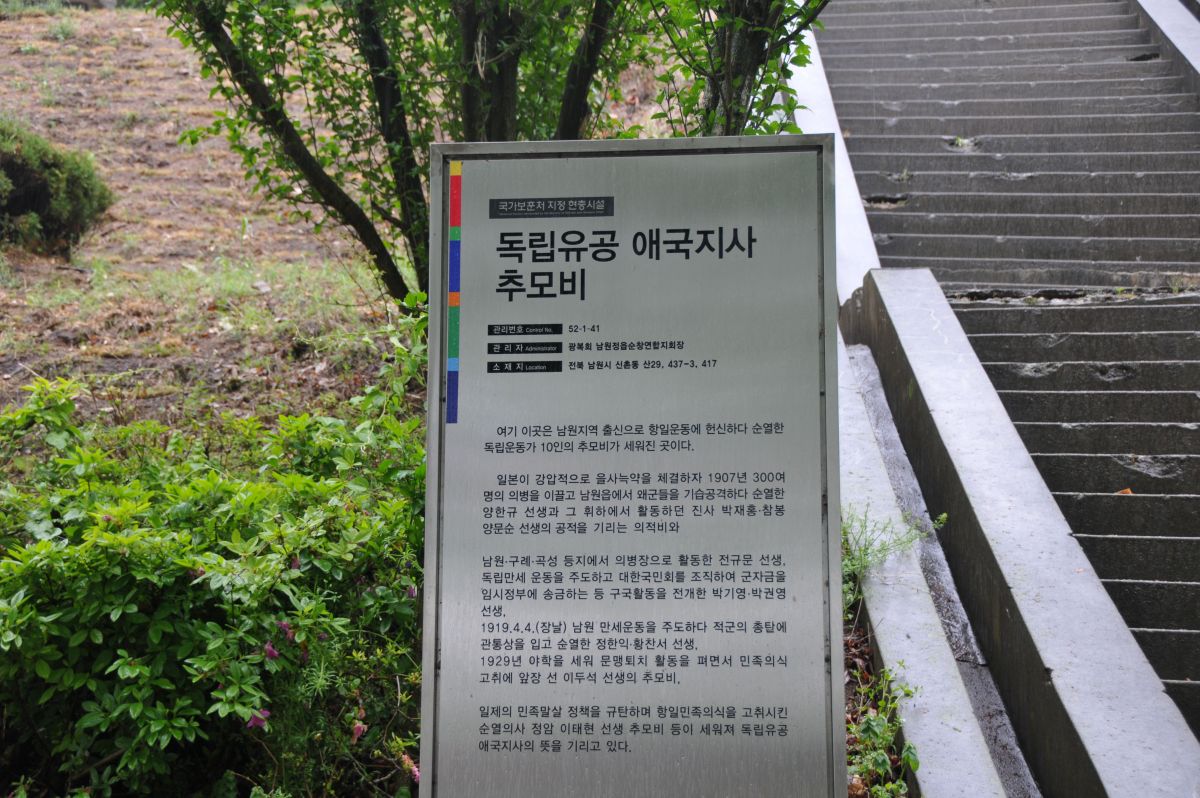 국가보훈처 지정 현충시설
독립유공 애국지사
추모비
관리번호 Control No. 52-1-41
관 리 자 Administrator 광복회 남원정읍순창연합지회장
소 재 지 Location 전북 남원시 신촌동 산29, 437-3, 417
여기 이곳은 남원지역 출신으로 항일운동에 헌신하다 순열한
독립운동가 10인의 추모비가 세워진 곳이다.
일본이 강압적으로 을사늑약을 체결하자 1907년 300여
명의 의병을 이끌고 남원읍에서 왜군들을 기습공격하다 순열한
양한규 선생과 그 휘하에서 활동하던 진사 박재홍·참봉
양문순 선생의 공적을 기리는 의적비와
남원·구례·곡성 등지에서 의병장으로 활동한 전규문 선생,
독립만세 운동을 주도하고 대한국민회를 조직하여 군자금을
임시정부에 송금하는 등 구국활동을 전개한 박기영·박권영
선생,
1919.4.4.(장날) 남원 만세운동을 주도하다 적군의 총탄에
관통상을 입고 순열한 정한익·황찬서 선생,
1929년 야학을 세워 문맹퇴치 활동을 펴면서 민족의식
고취에 앞장 선 이두석 선생의 추모비,
일제의 민족말살 정책을 규탄하며 항일민족의식을 고취시킨
순열의사 정암 이태현 선생 추모비 등이 세워져 독립유공
애국지사의 뜻을 기리고 있다.